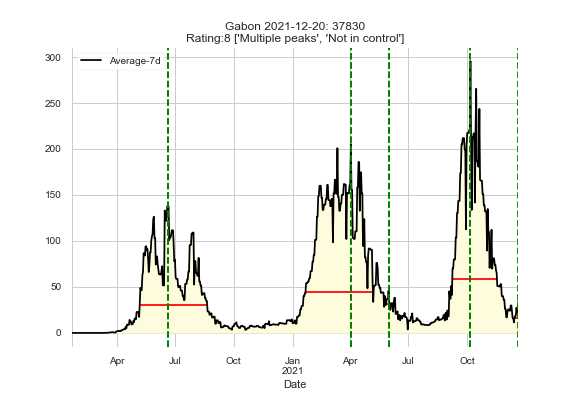 Gabon 2021-12-20: 37830
Rating:8 ['Multiple peaks', 'Not in control']
Average-7d
300
250
200
150
100
50
0
Apr Jul Oct Jan Apr Jul Oct
2021
Date